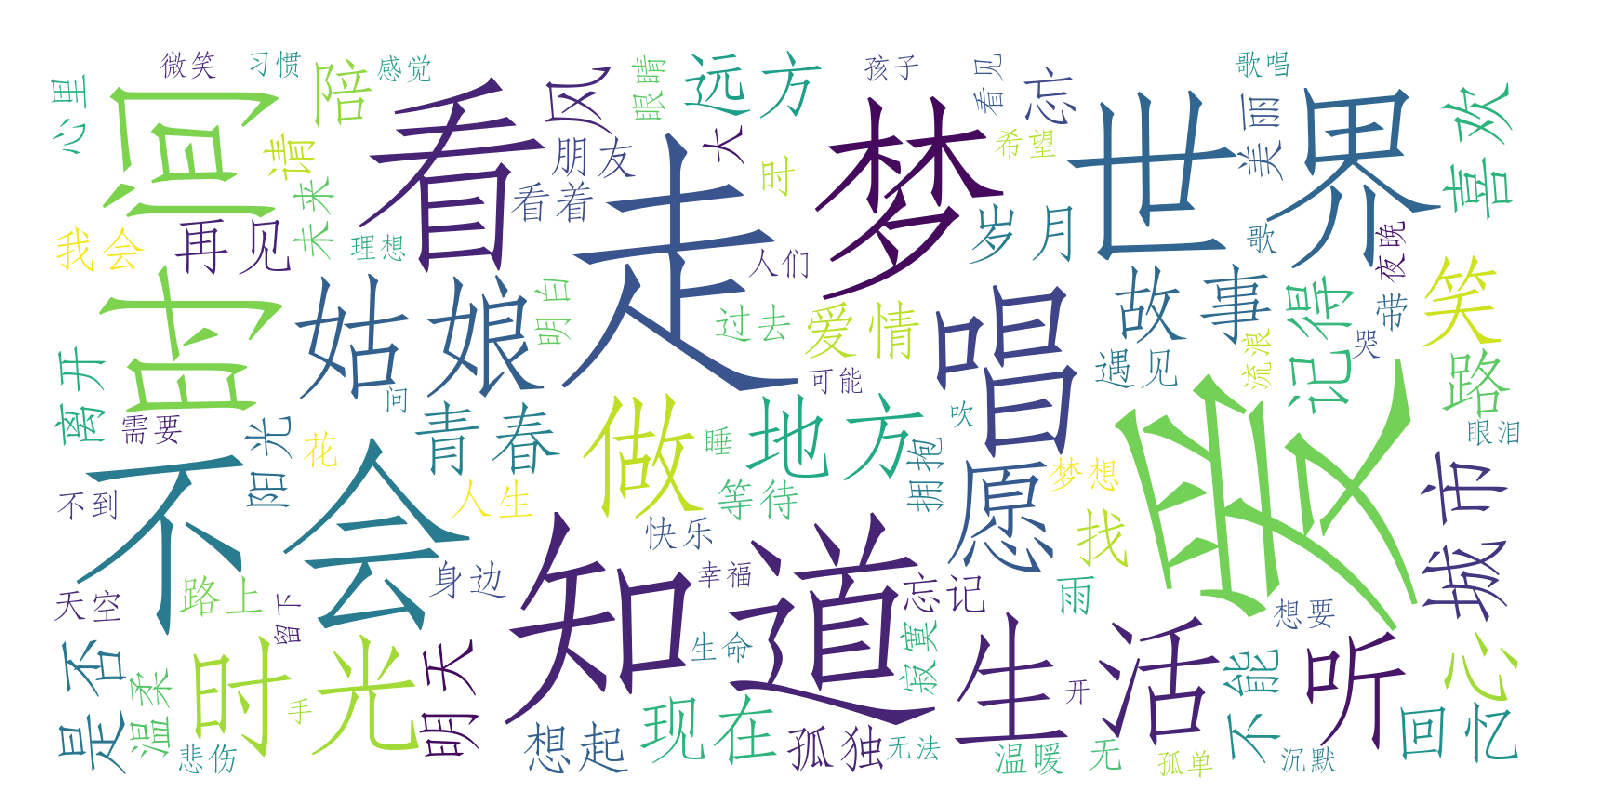 微笑
习惯
感觉
心里
时间
陪
请
看
风
眼睛
远方
孩子
看见
忘
歌唱
美丽
喜欢
朋友
大
时
梦
希望
世界
看着
未来
我会
再见
理想
走
人们
岁月
歌
夜晚
姑娘
明白
过去
爱情
唱
故事
带
记得
笑
离开
需要
阳光
问
可能
遇见
流浪
哭
路
花
青春
做
睡
地方
吹
拥抱
爱
眼泪
不到
不会
人生
等待
愿
梦想
找
城市
天空
路上
留下
身边
知道
快乐
幸福
忘记
雨
想要
是否
温柔
时光
明天
生命
寂寞
生活
开
不能
听
心
悲伤
手
想起
现在
孤独
无法
温暖
无
孤单
沉默
回忆